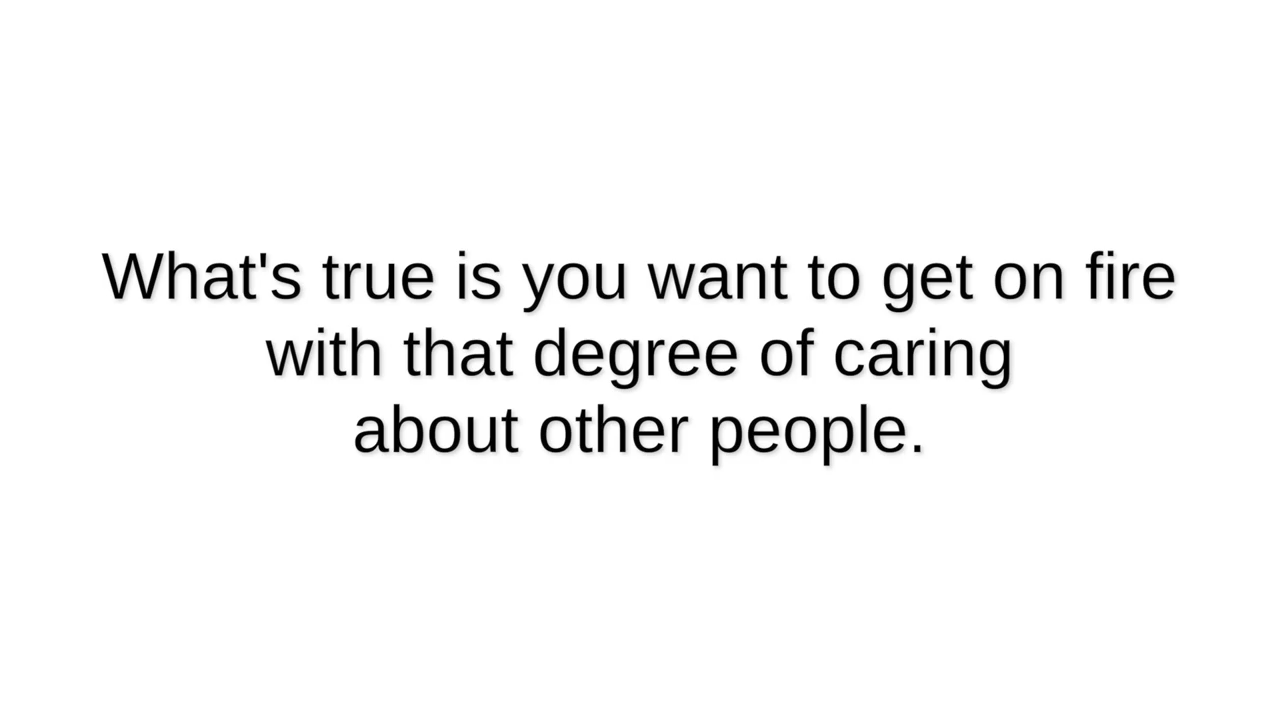 What's true is you want to get on fire
with that degree of caring
about other people.